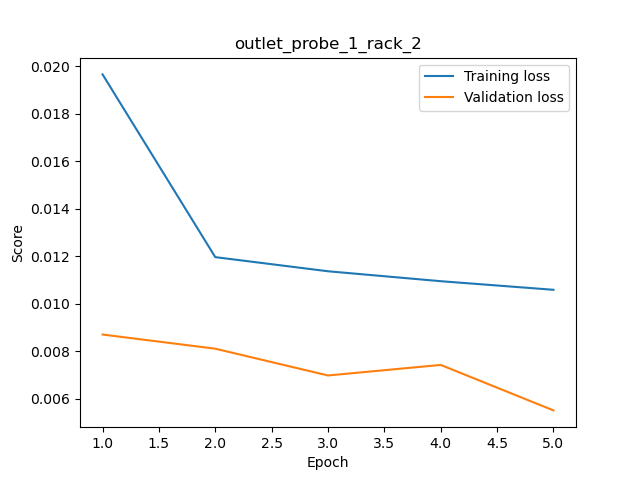 outlet_probe_1_rack_2
Training loss
Validation loss
Score
0.020
0.018
0.016
0.014
0.012
0.010
0.008
0.006
1.0 1.5 2.0 2.5 3.0 3.5 4.0 4.5 5.0
Epoch